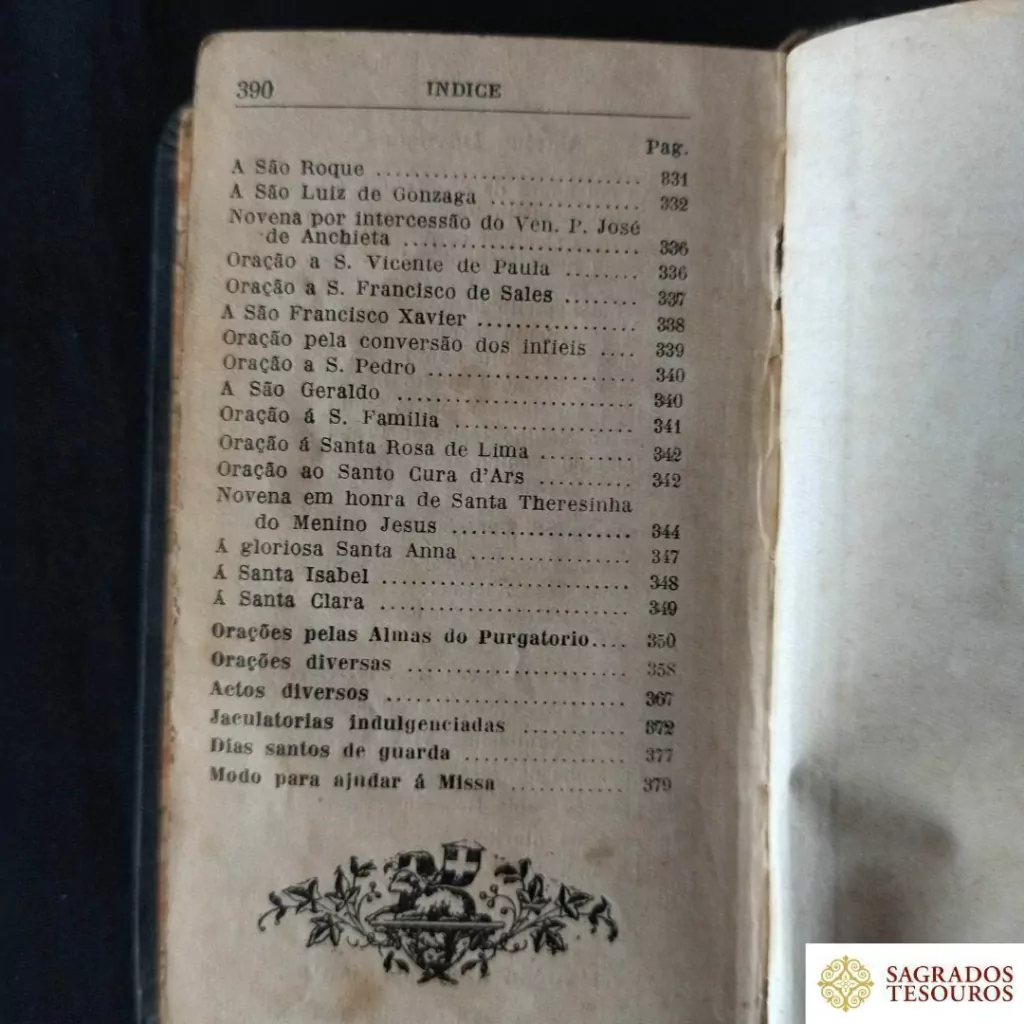 390 INDICE
Pag.
A São Roque ........................... 331
A São Luiz de Gonzaga ................ 332
Novena por intercessão do Ven. P. José
de Anchieta ......................... 336
Oração a S. Vicente de Paula ........ 336
Oração a S. Francisco de Sales ........ 337
A São Francisco Xavier ................. 338
Oração pela conversão dos infieis .... 339
Oração a S. Pedro ...................... 340
A São Geraldo .......................... 340
Oração á S. Familia ................... 341
Oração á Santa Rosa de Lima .......... 342
Oração ao Santo Cura d'Ars .......... 342
Novena em honra de Santa Theresinha
do Menino Jesus .................... 344
Á gloriosa Santa Anna ................. 347
Á Santa Isabel ......................... 348
Á Santa Clara .......................... 349
Orações pelas Almas do Purgatorio.... 350
Orações diversas ....................... 358
Actos diversos .......................... 367
Jaculatorias indulgenciadas ........... 372
Dias santos de guarda ................. 377
Modo para ajudar á Missa ............ 379
SAGRADOS
TESOUROS